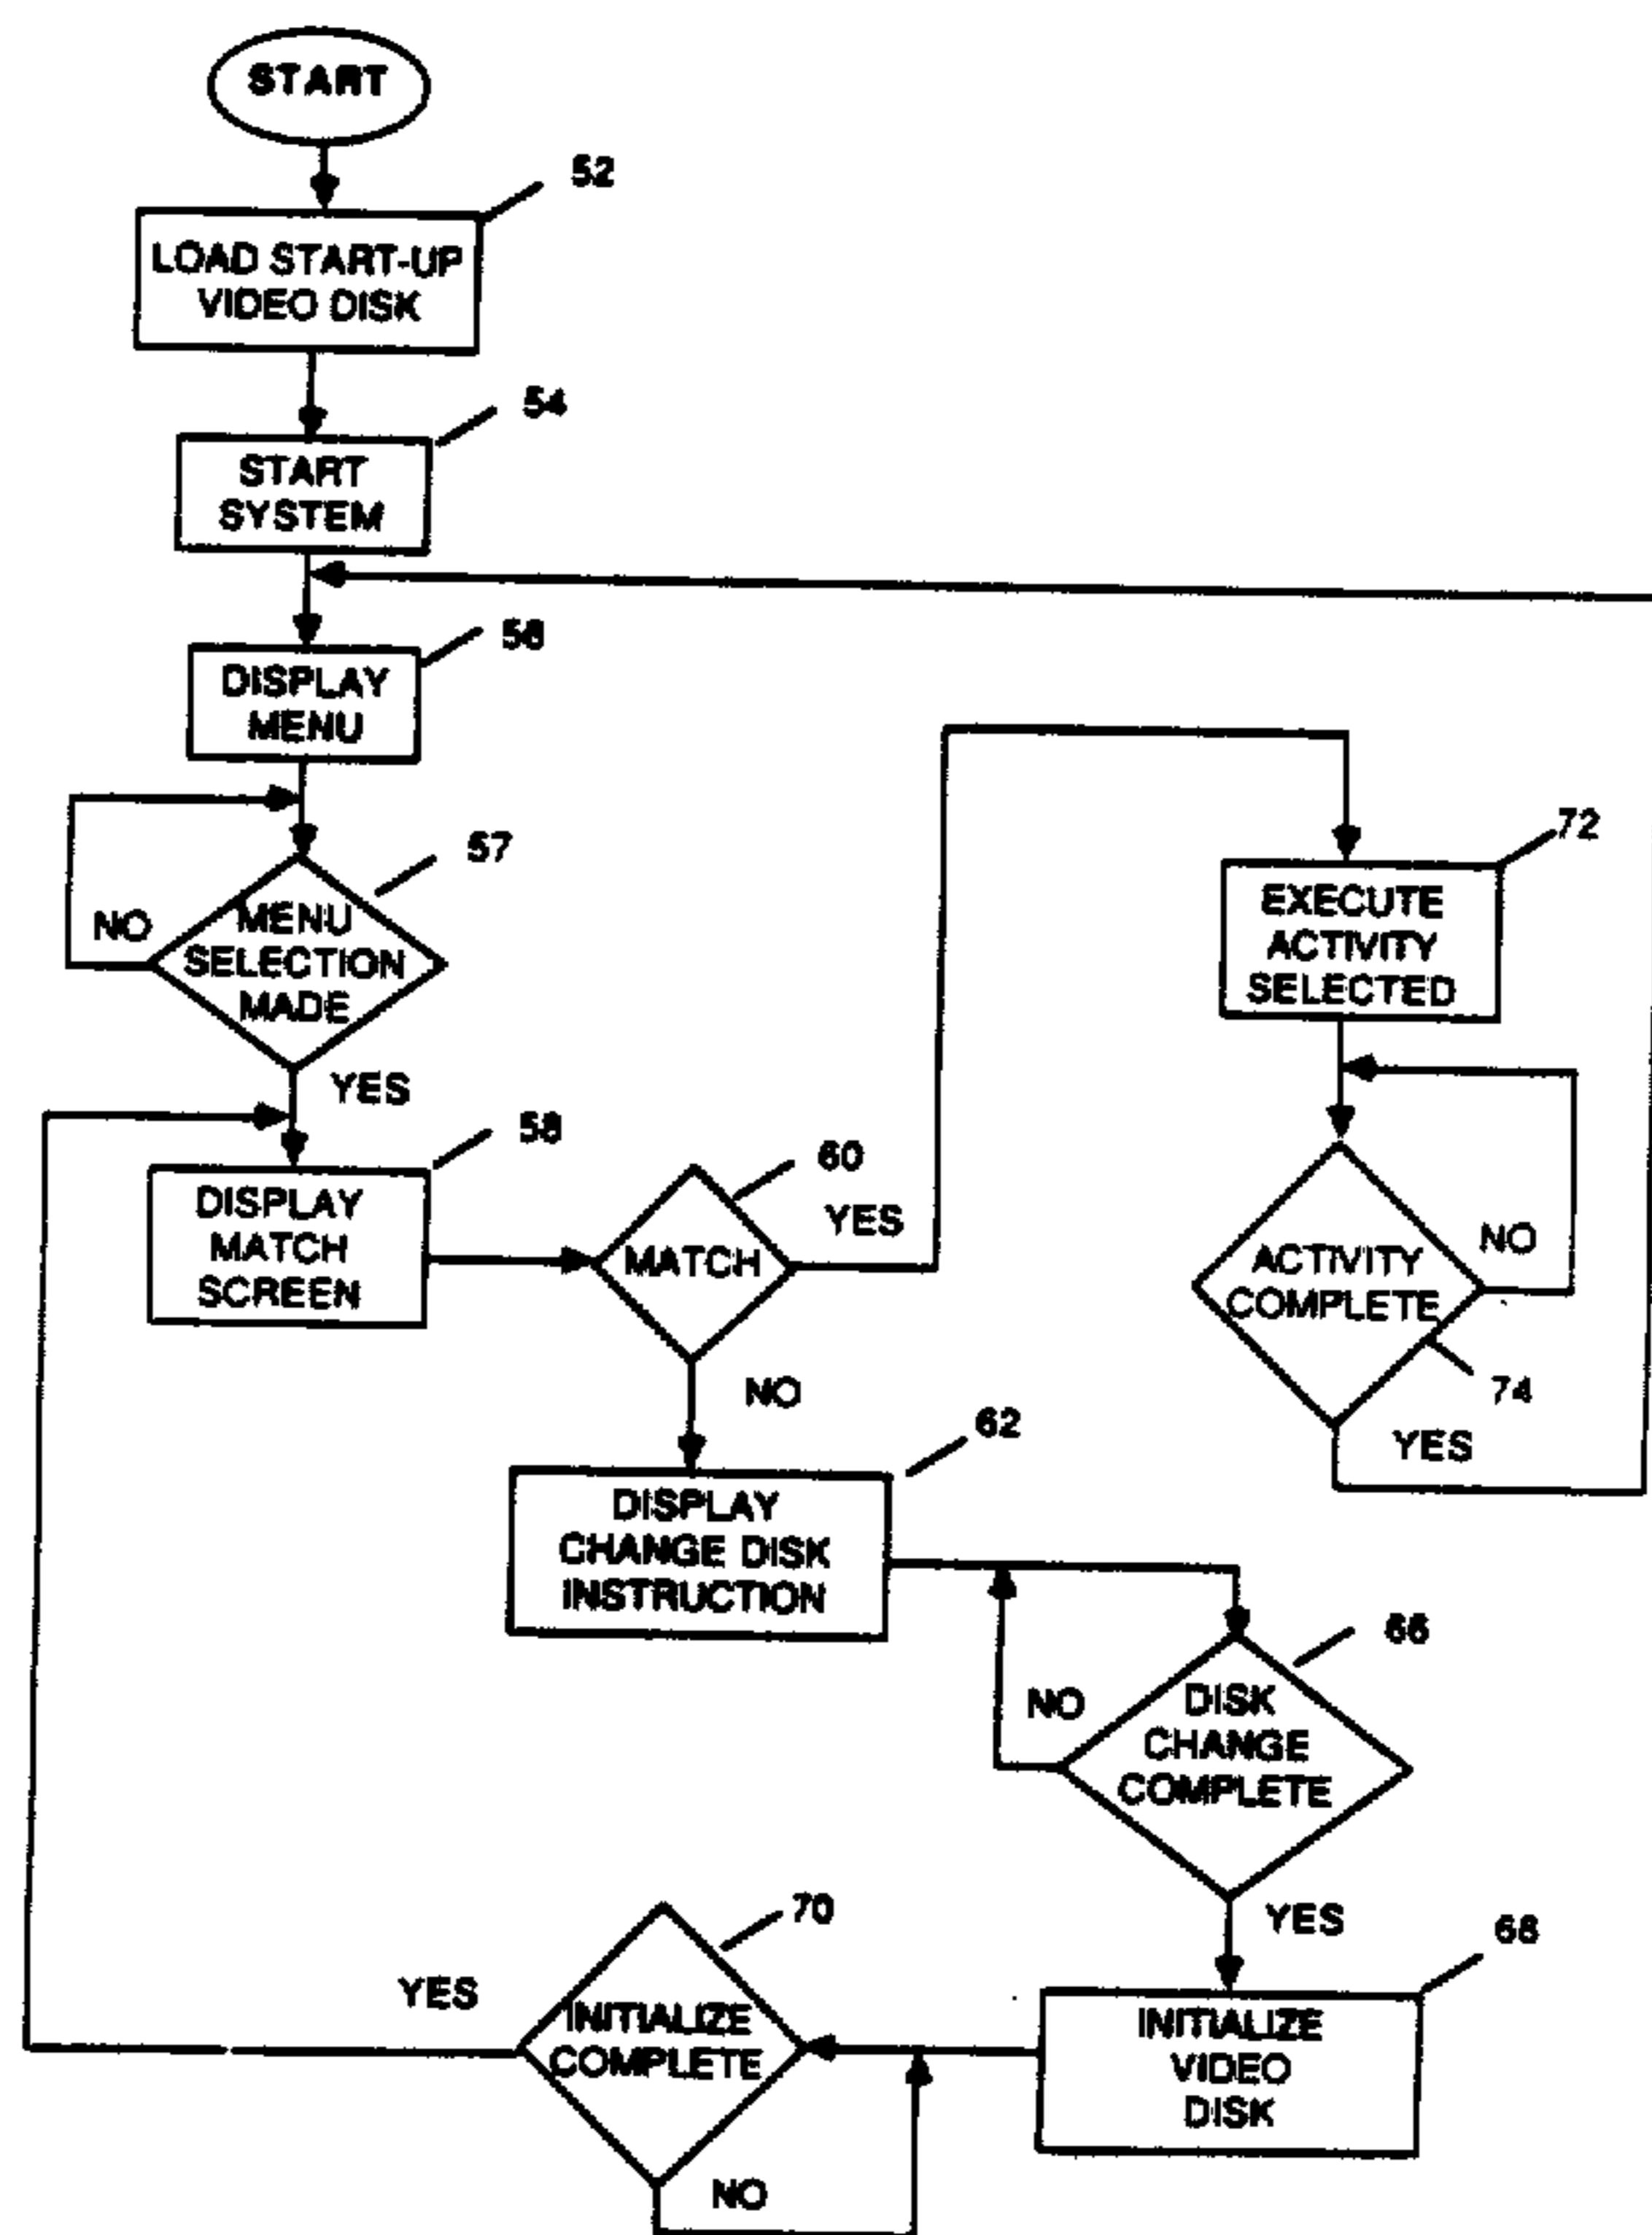 START
52
LOAD START-UP
VIDEO DISK
54
START
SYSTEM
56
DISPLAY
MENU
57
NO
MENU
SELECTION
MADE
YES
58
DISPLAY
MATCH
SCREEN
60
MATCH
YES
NO
72
EXECUTE
ACTIVITY
SELECTED
NO
ACTIVITY
COMPLETE
74
YES
62
DISPLAY
CHANGE DISK
INSTRUCTION
66
NO
DISK
CHANGE
COMPLETE
YES
68
INITIALIZE
VIDEO
DISK
70
YES
INITIALIZE
COMPLETE
NO